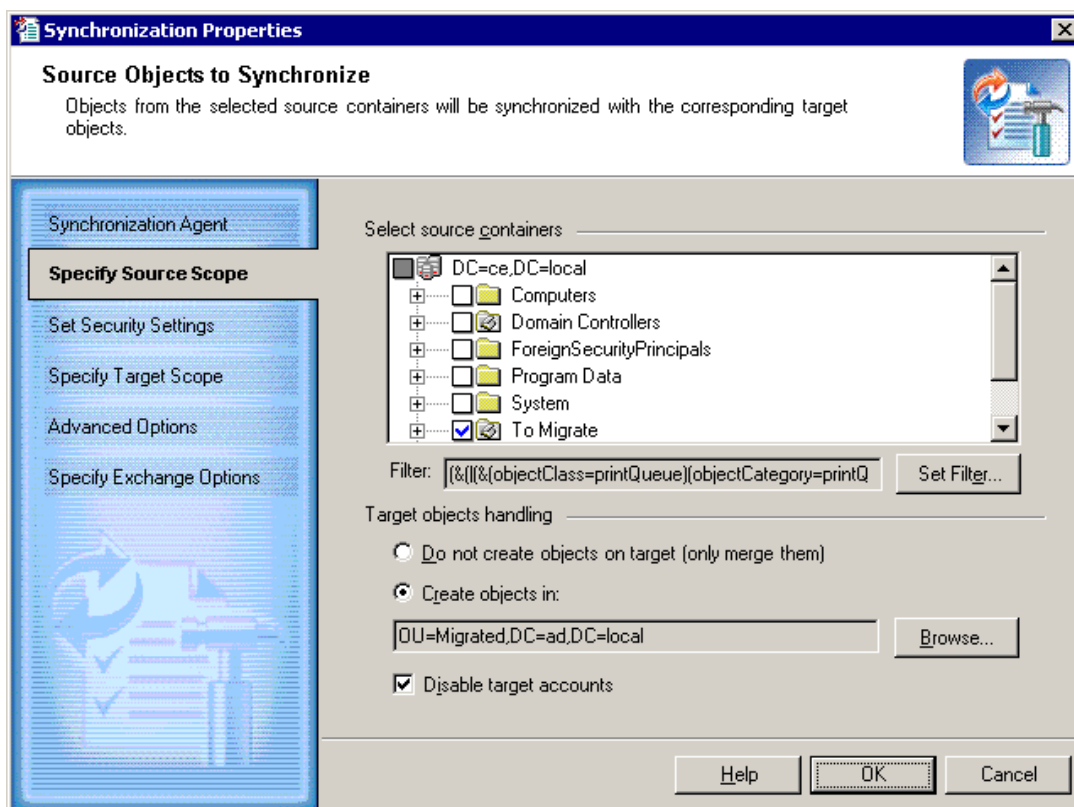 Synchronization Properties
Source Objects to Synchronize
Objects from the selected source containers will be synchronized with the corresponding target
objects.
Synchronization Agent
Specify Source Scope
Set Security Settings
Specify Target Scope
Advanced Options
Specify Exchange Options
Select source containers
DC=ce,DC=local
Computers
Domain Controllers
ForeignSecurityPrincipals
Program Data
System
To Migrate
Filter: (&(|(&(objectClass=printQueue)(objectCategory=printQ Set Filter...
Target objects handling
Do not create objects on target (only merge them)
Create objects in:
OU=Migrated,DC=ad,DC=local Browse...
Disable target accounts
Help OK Cancel